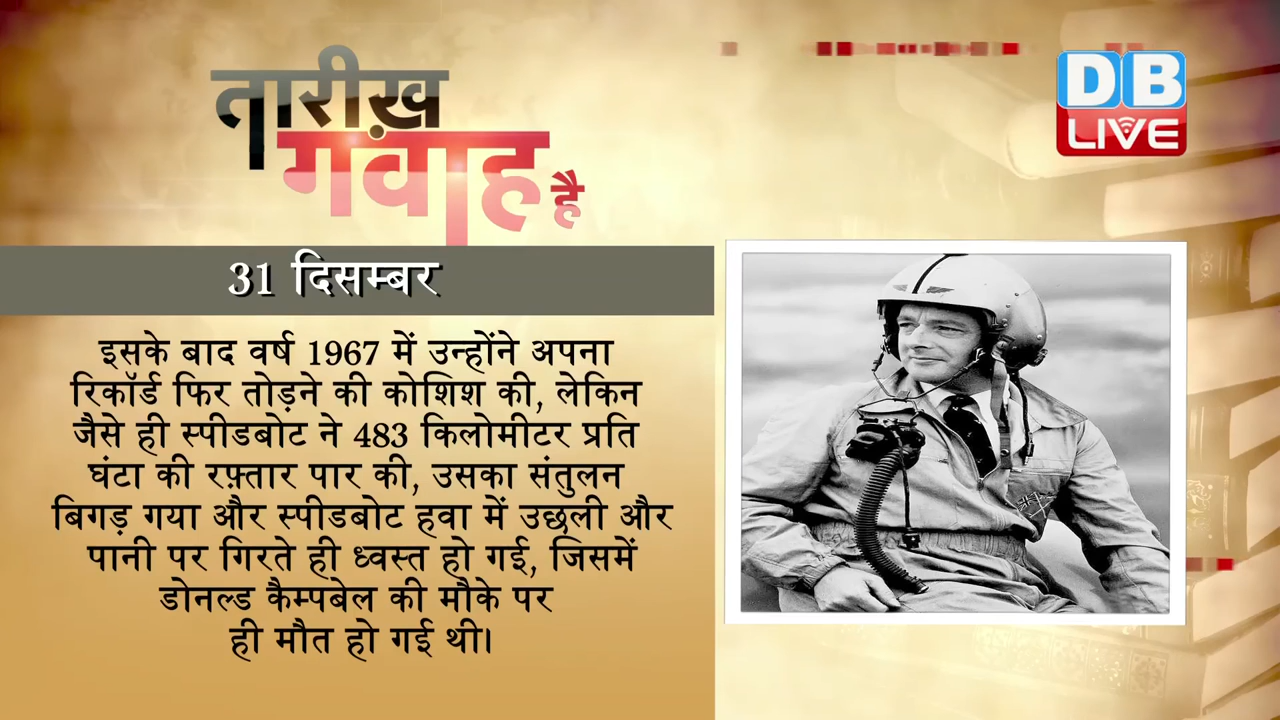 तारीख़
गवाह है
DB
LIVE
31 दिसम्बर
इसके बाद वर्ष 1967 में उन्होंने अपना
रिकॉर्ड फिर तोड़ने की कोशिश की, लेकिन
जैसे ही स्पीडबोट ने 483 किलोमीटर प्रति
घंटा की रफ़्तार पार की, उसका संतुलन
बिगड़ गया और स्पीडबोट हवा में उछली और
पानी पर गिरते ही ध्वस्त हो गई, जिसमें
डोनल्ड कैम्पबेल की मौके पर
ही मौत हो गई थी।